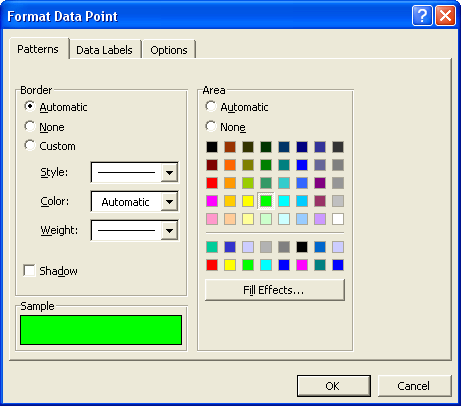 Format Data Point
Patterns Data Labels Options
Border
Automatic
None
Custom
Style:
Color: Automatic
Weight:
Shadow
Sample
Area
Automatic
None
Fill Effects...
OK Cancel